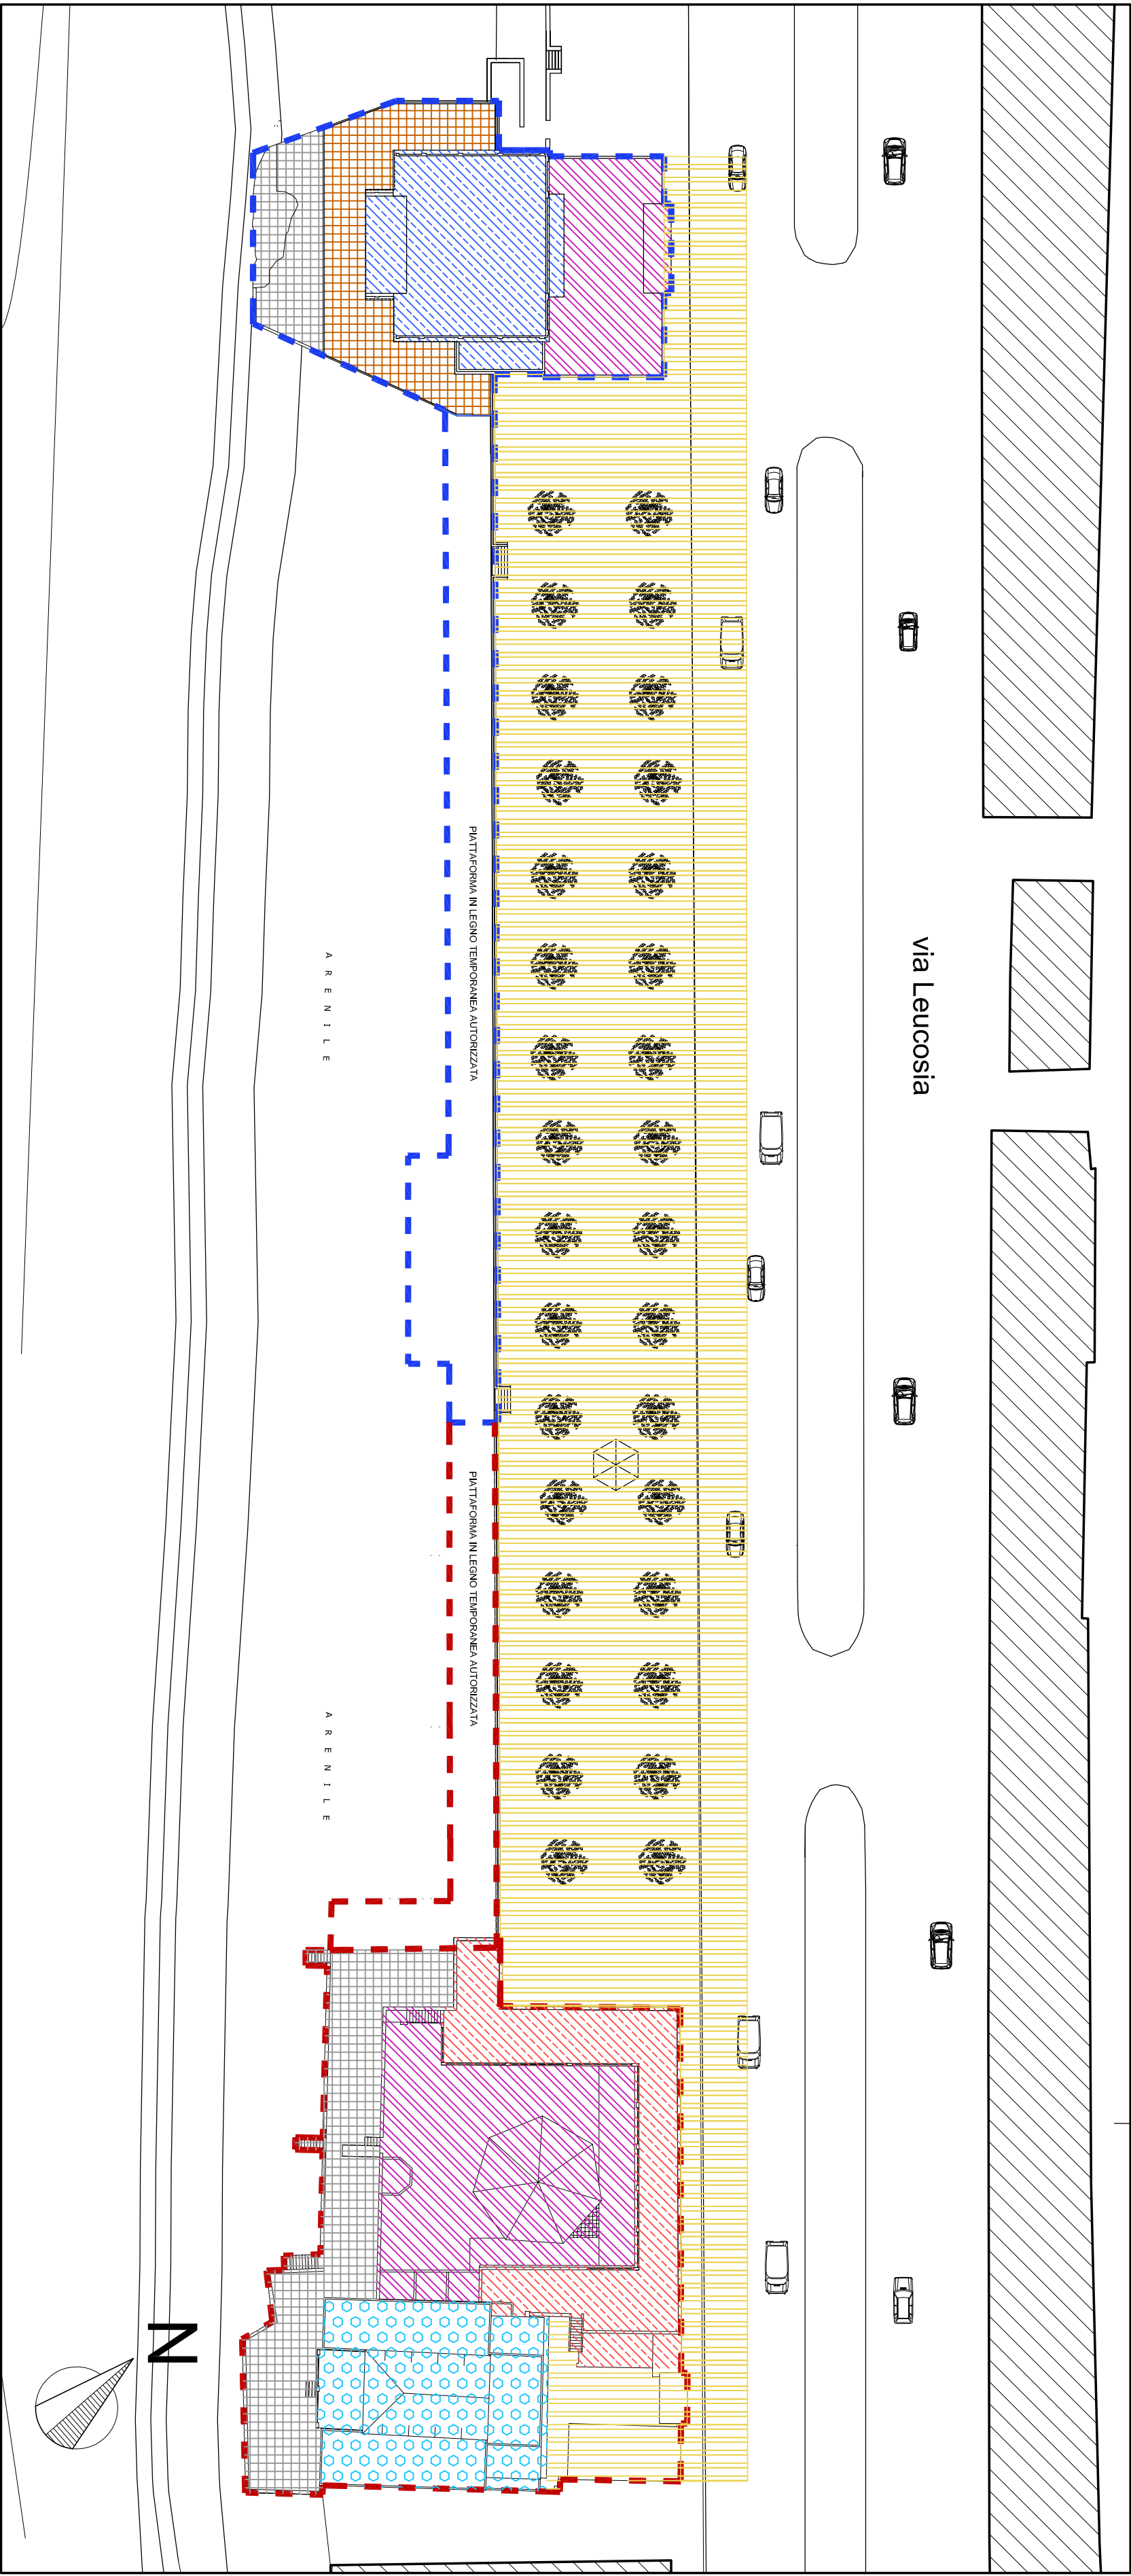 via Leucosia
PIATTAFORMA IN LEGNO TEMPORANEA AUTORIZZATA
A R E N I L E
PIATTAFORMA IN LEGNO TEMPORANEA AUTORIZZATA
A R E N I L E
N